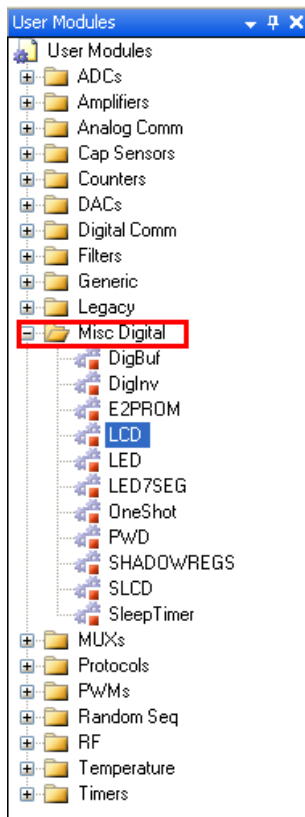 User Modules
User Modules
ADCs
Amplifiers
Analog Comm
Cap Sensors
Counters
DACs
Digital Comm
Filters
Generic
Legacy
Misc Digital
DigBuf
DigInv
E2PROM
LCD
LED
LED7SEG
OneShot
PWD
SHADOWREGS
SLCD
SleepTimer
MUXs
Protocols
PWMs
Random Seq
RF
Temperature
Timers